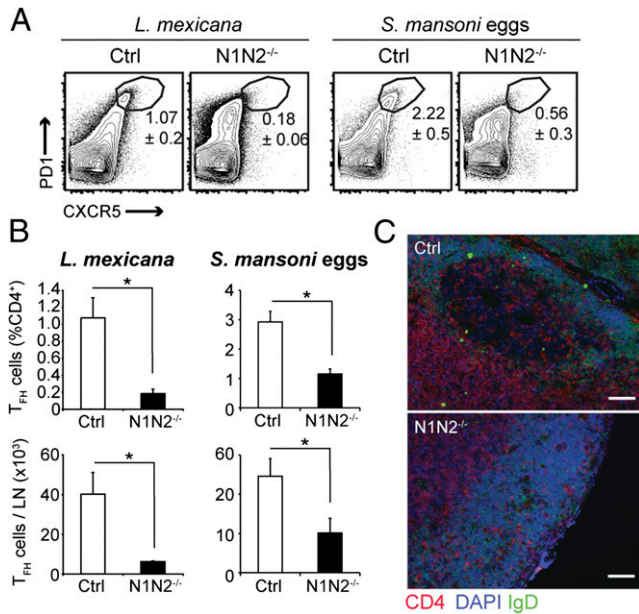 A
L. mexicana
S. mansoni eggs
Ctrl
N1N2-/-
Ctrl
N1N2-/-
1.07
± 0.2
0.18
± 0.06
2.22
± 0.5
0.56
± 0.3
PD1
CXCR5
B
L. mexicana
S. mansoni eggs
TFH cells (%CD4+)
1.4
1.2
1.0
0.8
0.6
0.4
0.2
0
*
Ctrl
N1N2-/-
4
3
2
1
0
*
Ctrl
N1N2-/-
TFH cells / LN (x10³)
60
40
20
0
*
Ctrl
N1N2-/-
60
20
10
0
*
Ctrl
N1N2-/-
C
Ctrl
N1N2-/-
CD4 DAPI IgD